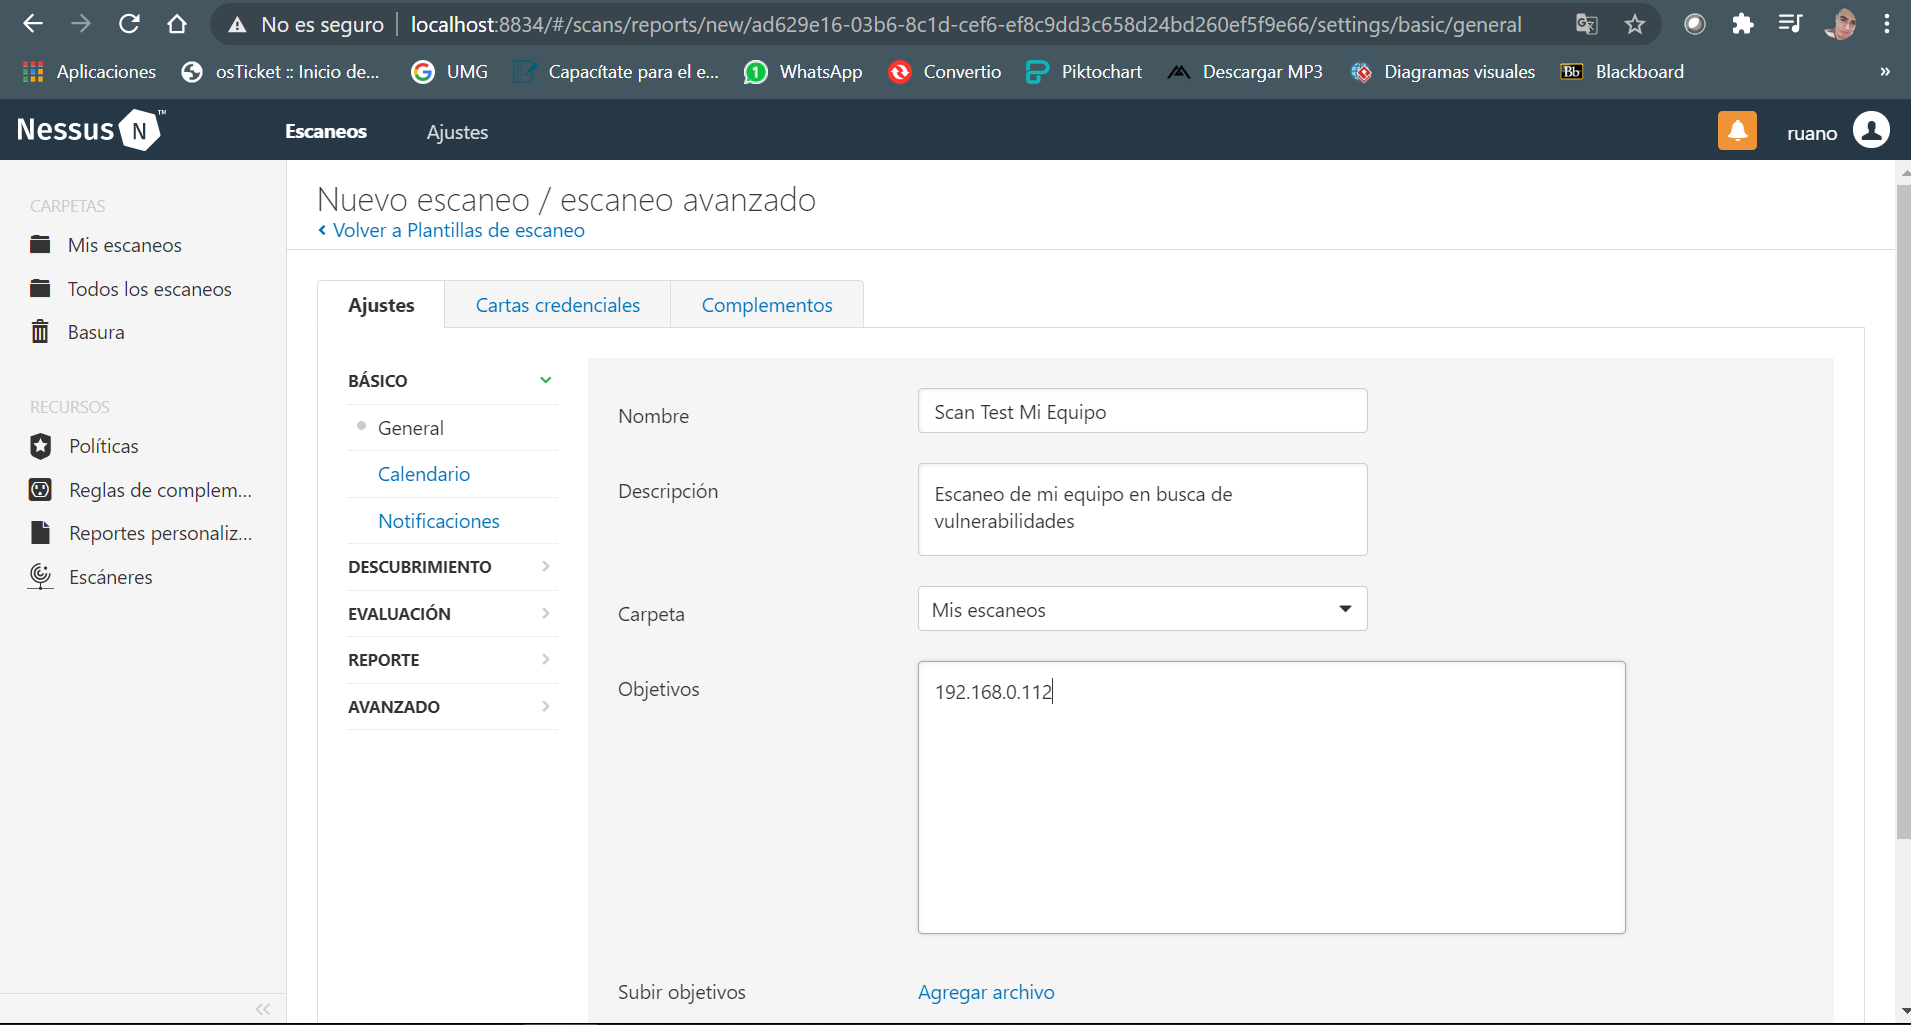 No es seguro
localhost:8834/#/scans/reports/new/ad629e16-03b6-8c1d-cef6-ef8c9dd3c658d24bd260ef5f9e66/settings/basic/general
Aplicaciones
osTicket :: Inicio de...
G
UMG
Capacítate para el e...
1
WhatsApp
Convertio
Piktochart
Descargar MP3
Diagramas visuales
Bb
Blackboard
»
Nessus N ™
Escaneos
Ajustes
ruano
CARPETAS
Mis escaneos
Todos los escaneos
Basura
RECURSOS
Políticas
Reglas de complem...
Reportes personaliz...
Escáneres
Nuevo escaneo / escaneo avanzado
Volver a Plantillas de escaneo
Ajustes
Cartas credenciales
Complementos
BÁSICO
General
Calendario
Notificaciones
DESCUBRIMIENTO
EVALUACIÓN
REPORTE
AVANZADO
Nombre
Scan Test Mi Equipo
Descripción
Escaneo de mi equipo en busca de
vulnerabilidades
Carpeta
Mis escaneos
Objetivos
192.168.0.112
Subir objetivos
Agregar archivo